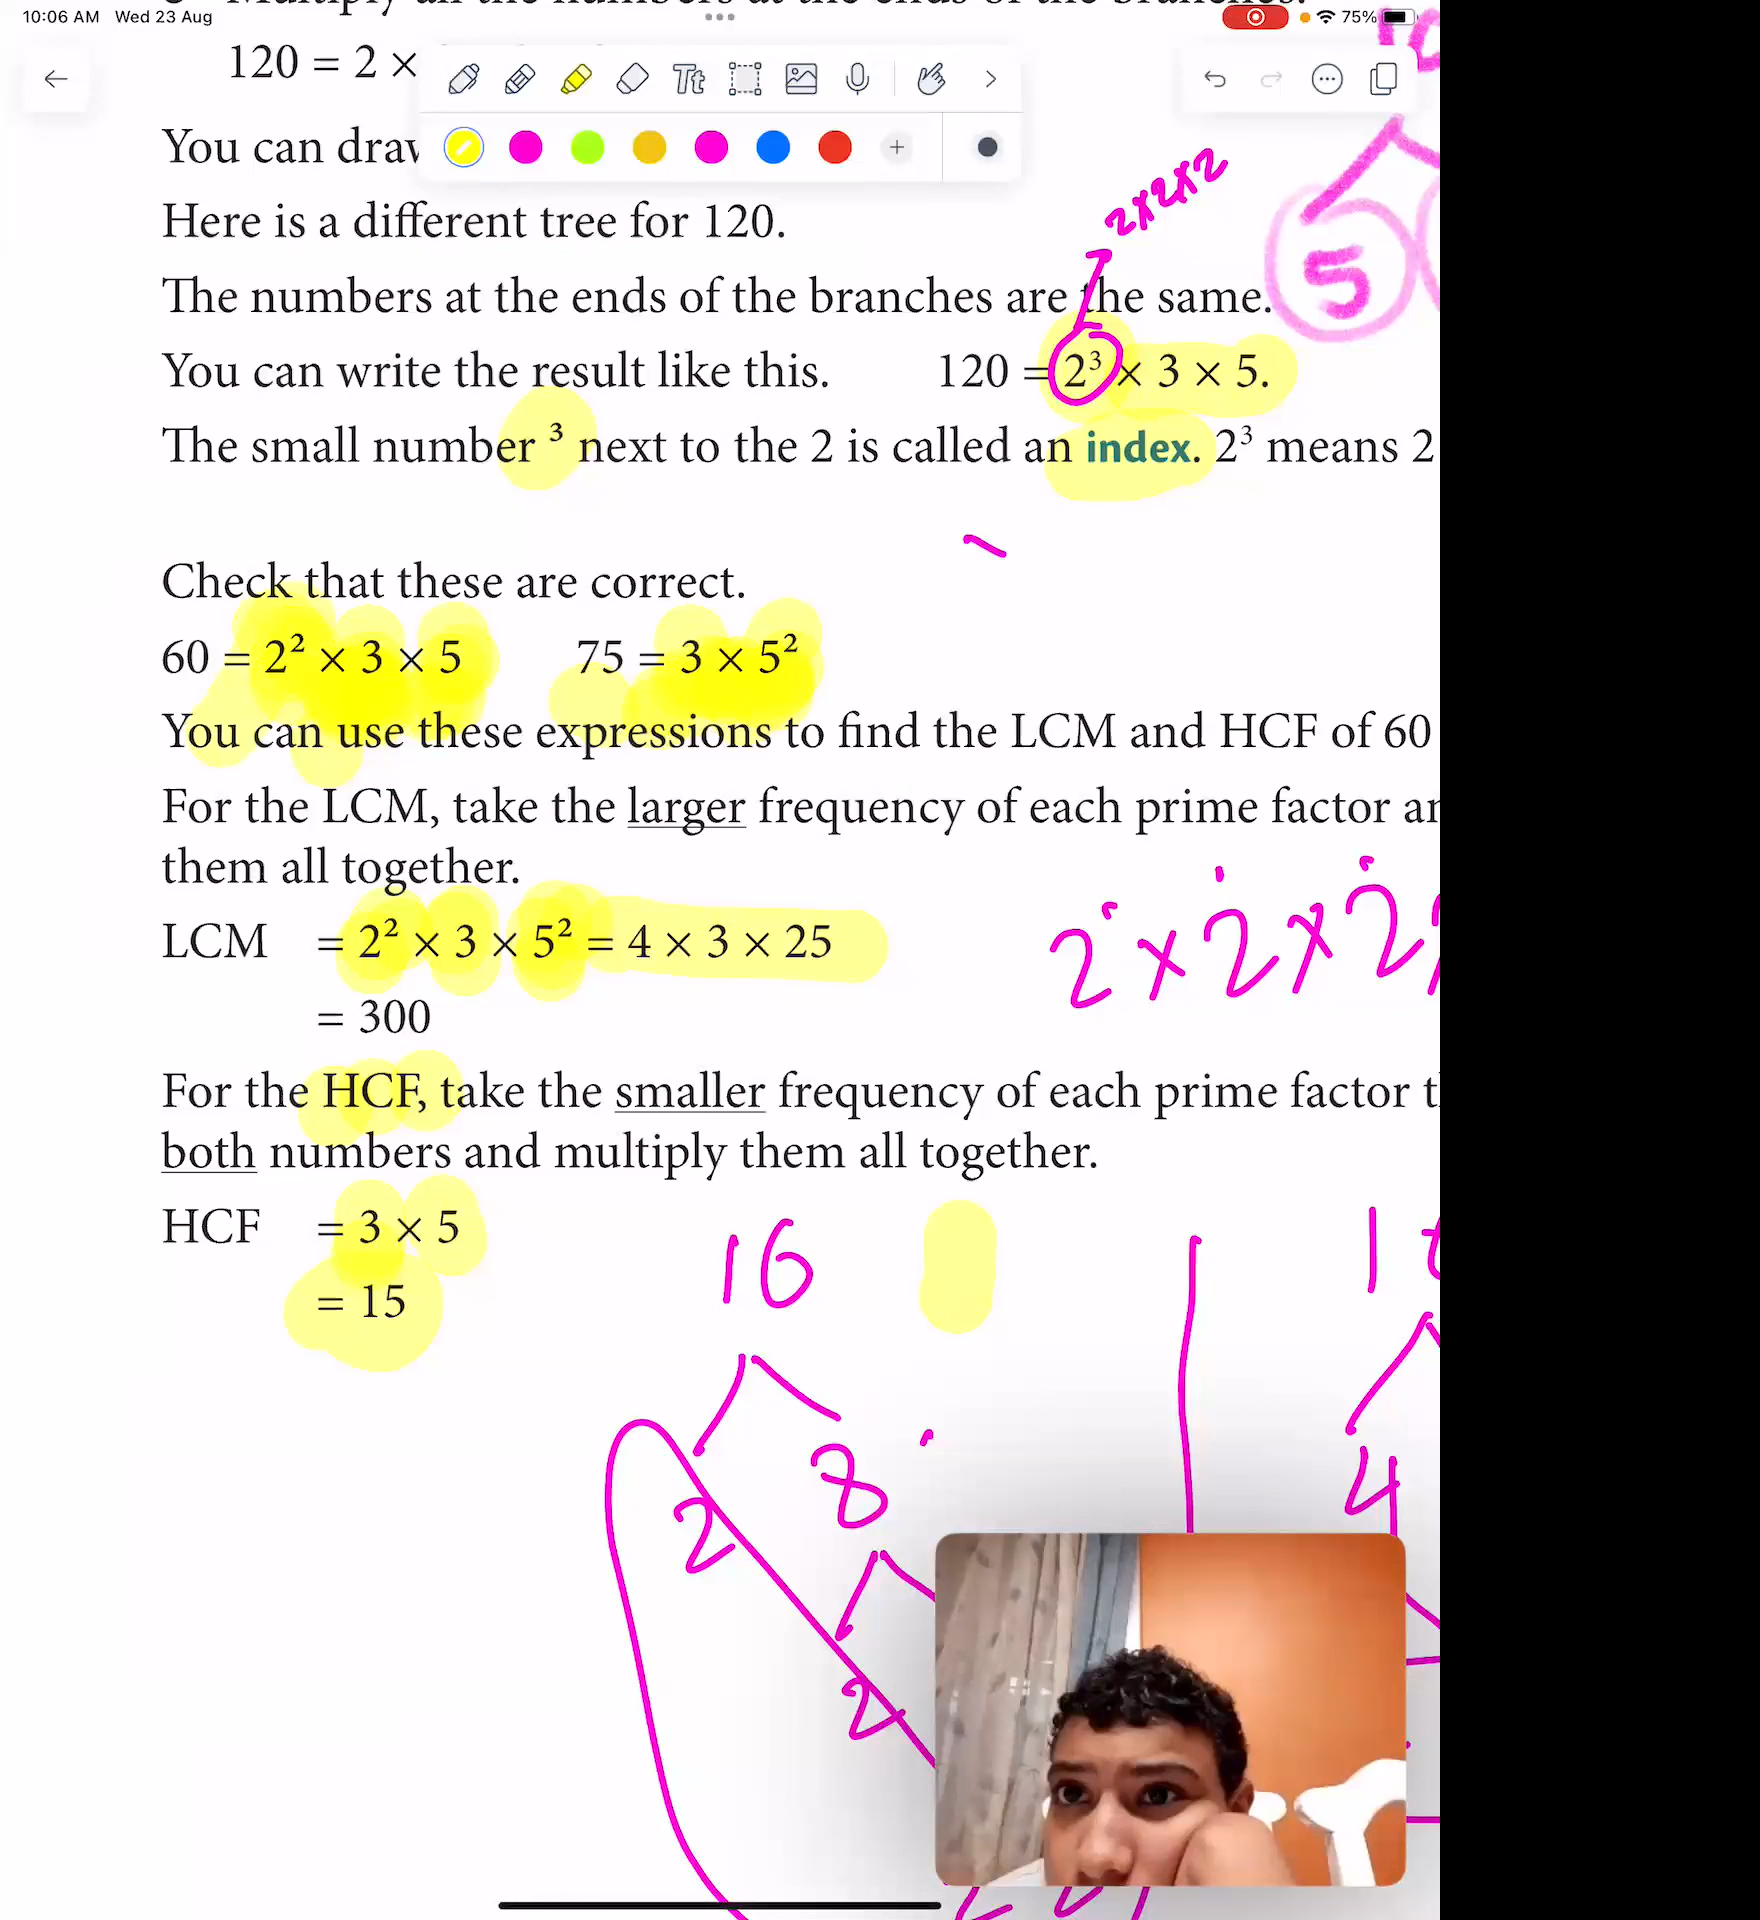 10:06 AM Wed 23 Aug
75%
120 = 2 ×
Tt
You can draw
2×2×2
Here is a different tree for 120.
5
The numbers at the ends of the branches are the same.
You can write the result like this. 120 = 2³ × 3 × 5.
The small number ³ next to the 2 is called an index. 2³ means 2
Check that these are correct.
60 = 2² × 3 × 5 75 = 3 × 5²
You can use these expressions to find the LCM and HCF of 60
For the LCM, take the larger frequency of each prime factor
them all together.
LCM = 2² × 3 × 5² = 4 × 3 × 25
2 × 2 × 2
= 300
For the HCF, take the smaller frequency of each prime factor
both numbers and multiply them all together.
HCF = 3 × 5
16
= 15
8
4
2
2